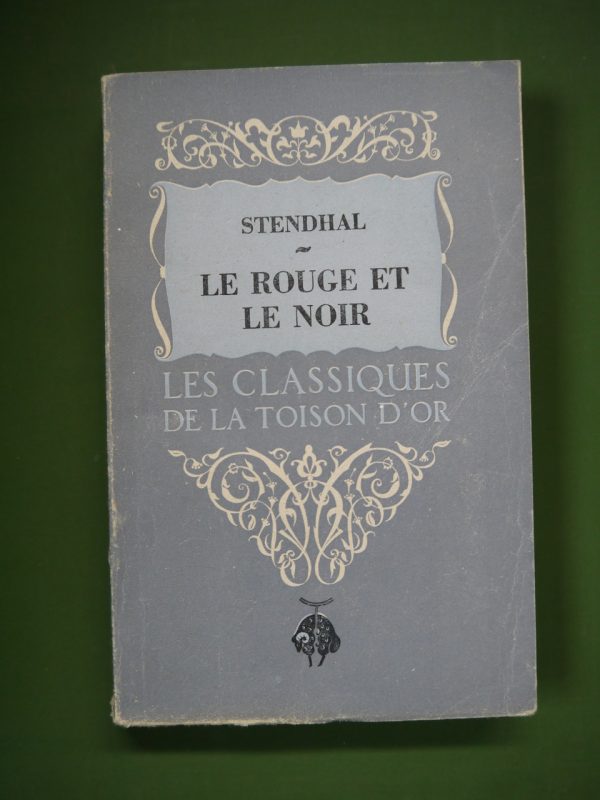 STENDHAL
~
LE ROUGE ET
LE NOIR
LES CLASSIQUES
DE LA TOISON D'OR